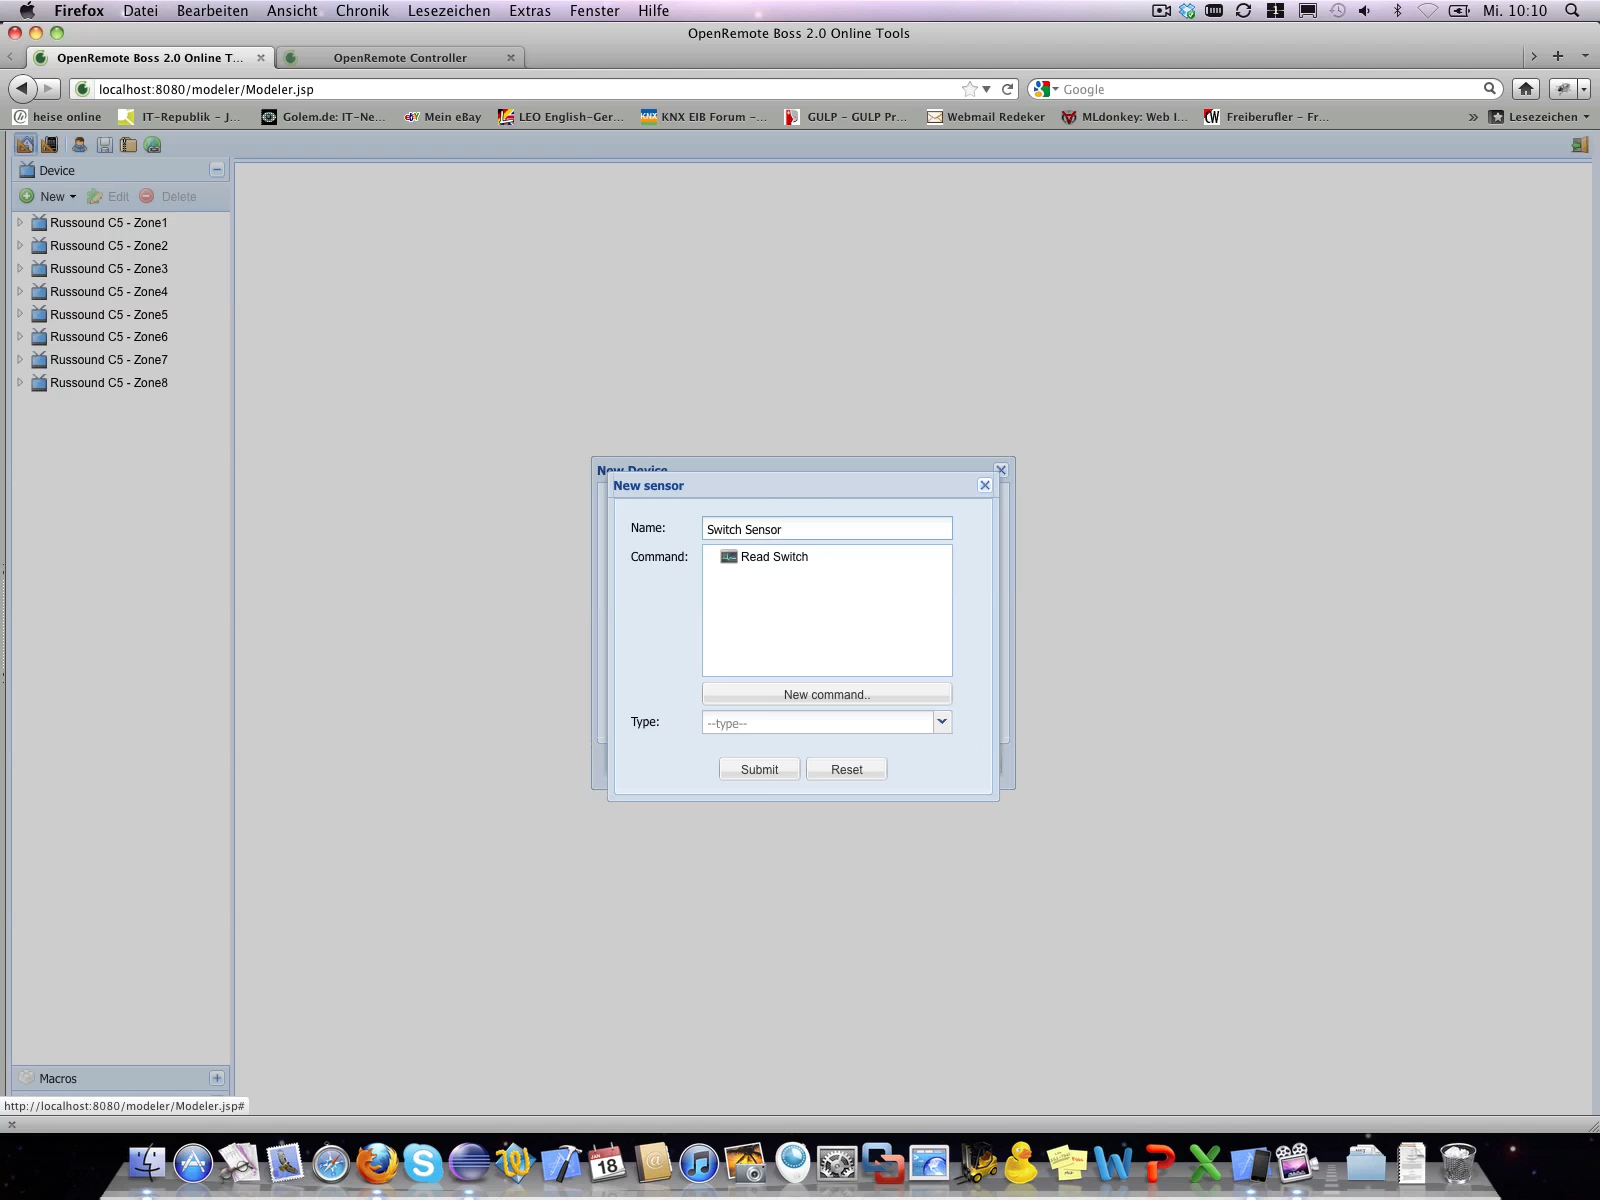 Firefox Datei Bearbeiten Ansicht Chronik Lesezeichen Extras Fenster Hilfe Mi. 10:10
OpenRemote Boss 2.0 Online Tools
OpenRemote Boss 2.0 Online T... OpenRemote Controller
localhost:8080/modeler/Modeler.jsp Google
heise online IT-Republik – J... Golem.de: IT-Ne... Mein eBay LEO English-Ger... KNX EIB Forum –... GULP – GULP Pr... Webmail Redeker MLdonkey: Web I... Freiberufler – Fr... » Lesezeichen
Device
New Edit Delete
Russound C5 - Zone1
Russound C5 - Zone2
Russound C5 - Zone3
Russound C5 - Zone4
Russound C5 - Zone5
Russound C5 - Zone6
Russound C5 - Zone7
Russound C5 - Zone8
New Device
New sensor
Name: Switch Sensor
Command: Read Switch
New command..
Type: --type--
Submit Reset
Macros
http://localhost:8080/modeler/Modeler.jsp#
18